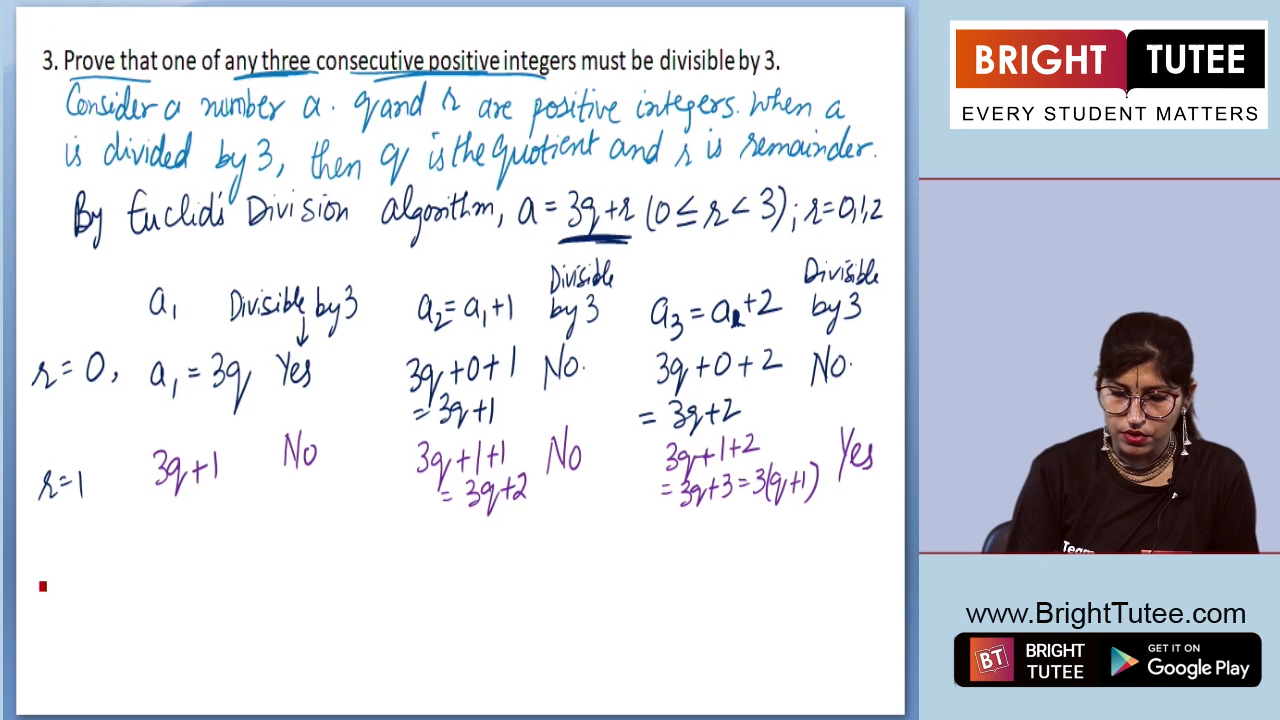 3. Prove that one of any three consecutive positive integers must be divisible by 3.
Consider a number a. q and r are positive integers. When a
is divided by 3, then q is the quotient and r is remainder.
By Euclid's Division algorithm, a = 3q+r (0 ≤ r < 3); r=0,1,2
a₁ Divisible by 3 a₂ = a₁+1 Divisible by 3 a₃ = a₁+2 Divisible by 3
r=0, a₁ = 3q Yes 3q+0+1 No. 3q+0+2 No.
= 3q+1 = 3q+2
r=1 3q+1 No 3q+1+1 No 3q+1+2 Yes
= 3q+2 = 3q+3 = 3(q+1)
BRIGHT TUTEE
EVERY STUDENT MATTERS
Team
www.BrightTutee.com
BT BRIGHT TUTEE
GET IT ON
Google Play